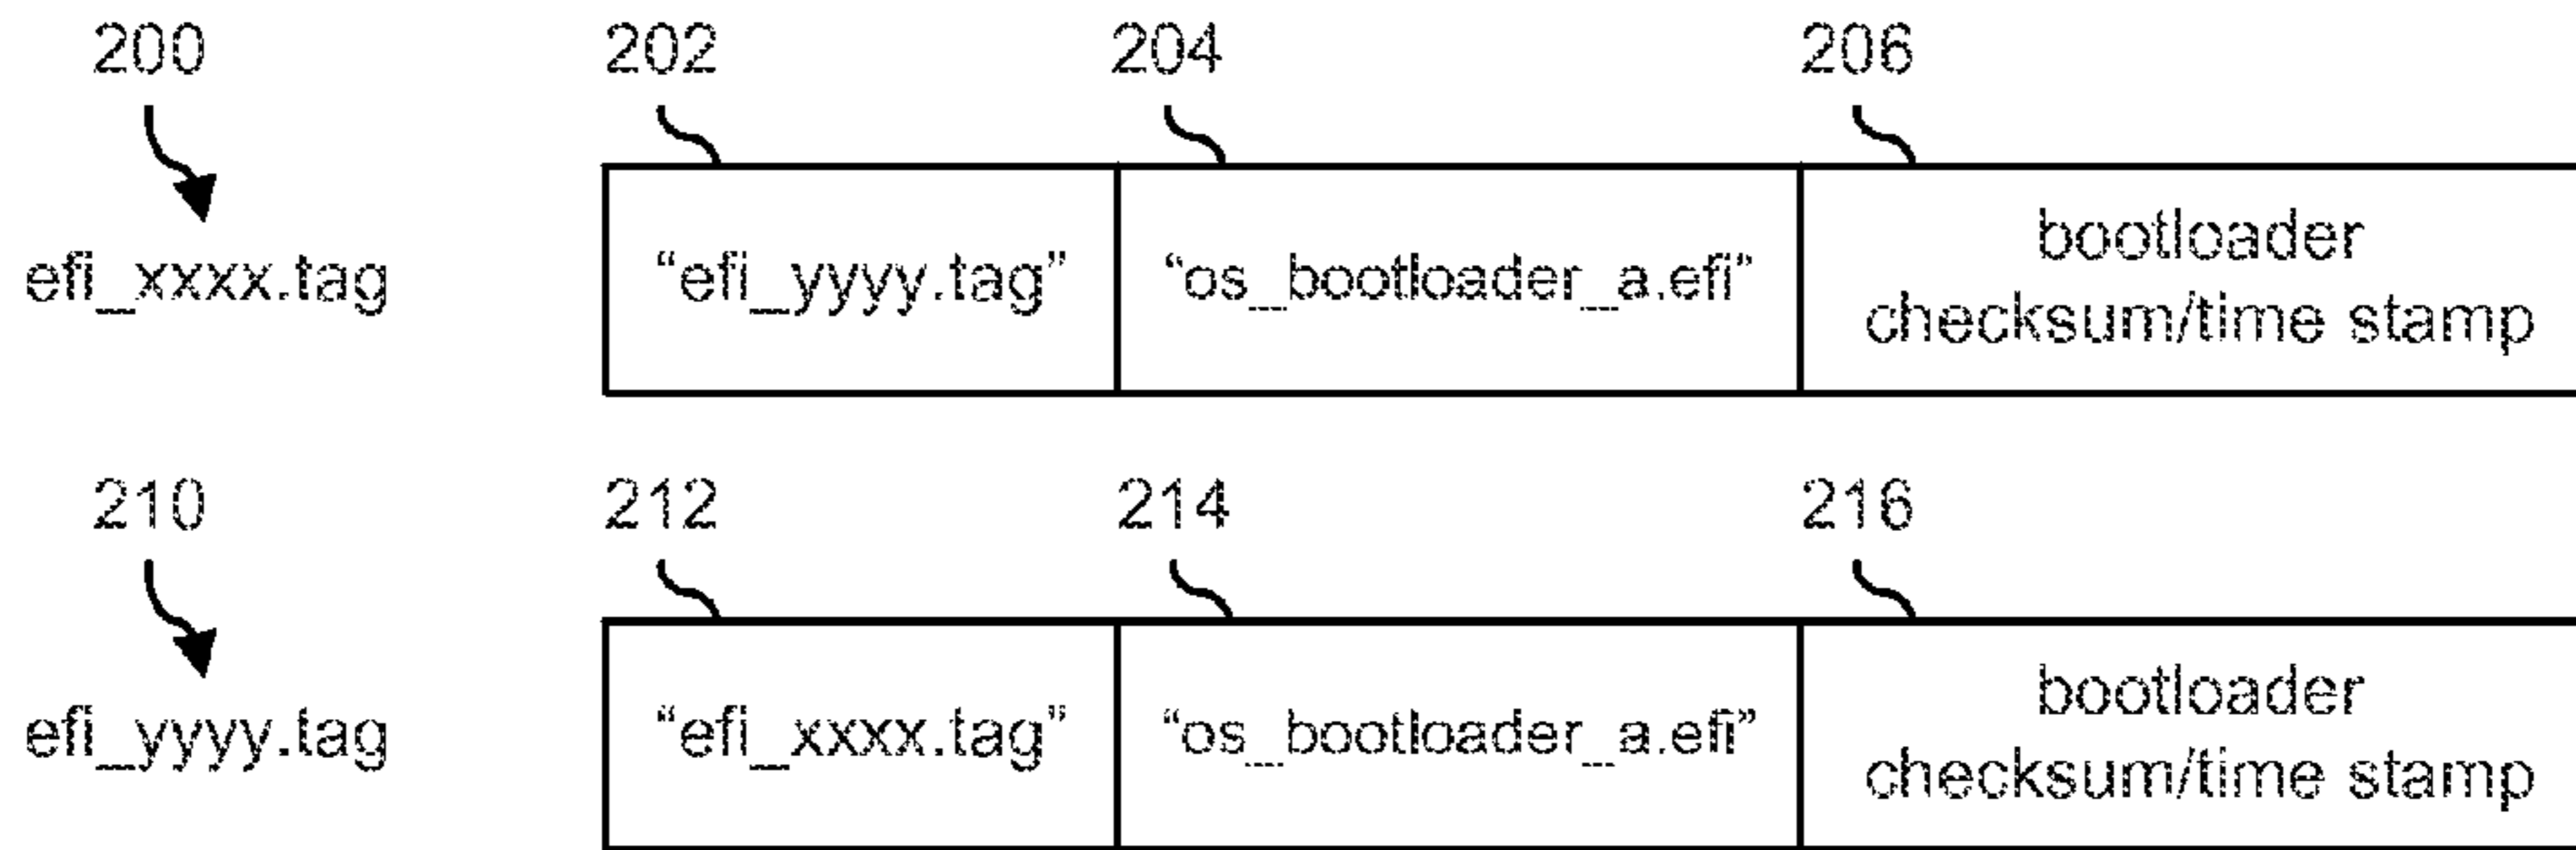 200 202 204 206
efi_xxxx.tag “efi_yyyy.tag” “os_bootloader_a.efi” bootloader
checksum/time stamp
210 212 214 216
efi_yyyy.tag “efi_xxxx.tag” “os_bootloader_a.efi” bootloader
checksum/time stamp